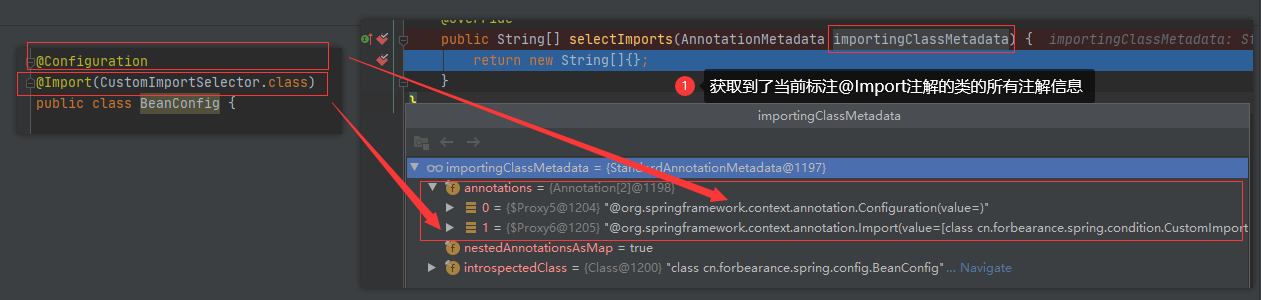 @Configuration
@Import(CustomImportSelector.class)
public class BeanConfig {
@Override
public String[] selectImports(AnnotationMetadata importingClassMetadata) { importingClassMetadata: St
return new String[]{};
}
}
1 获取到了当前标注@Import注解的类的所有注解信息
importingClassMetadata
importingClassMetadata = {StandardAnnotationMetadata@1197}
annotations = {Annotation[2]@1198}
0 = {$Proxy5@1204} "@org.springframework.context.annotation.Configuration(value=)"
1 = {$Proxy6@1205} "@org.springframework.context.annotation.Import(value=[class cn.forbearance.spring.condition.CustomImport
nestedAnnotationsAsMap = true
introspectedClass = {Class@1200} "class cn.forbearance.spring.config.BeanConfig"... Navigate